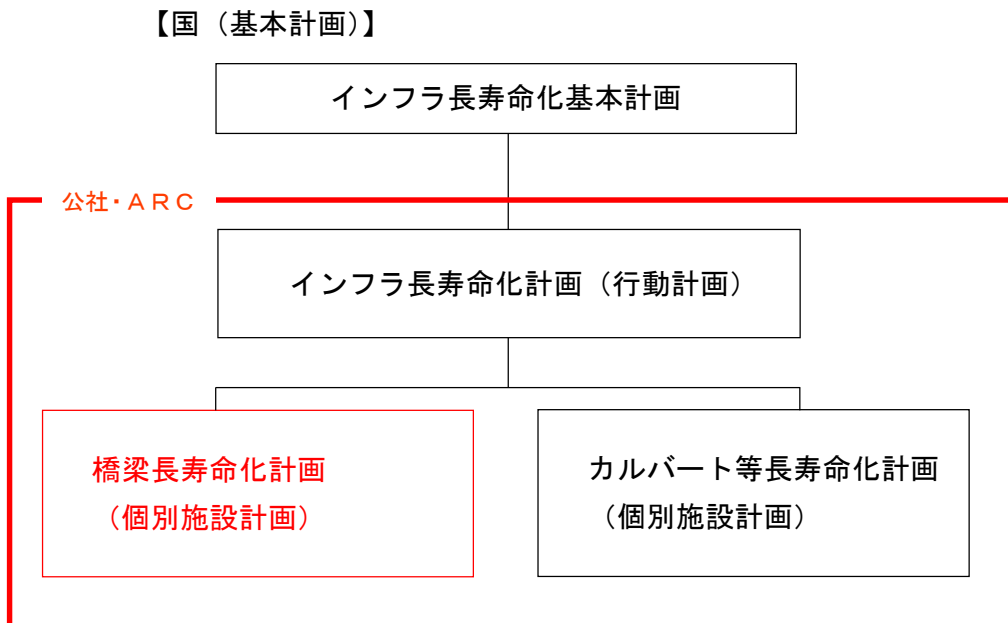 【国（基本計画）】
インフラ長寿命化基本計画
公社・ＡＲＣ
インフラ長寿命化計画（行動計画）
橋梁長寿命化計画
（個別施設計画）
カルバート等長寿命化計画
（個別施設計画）